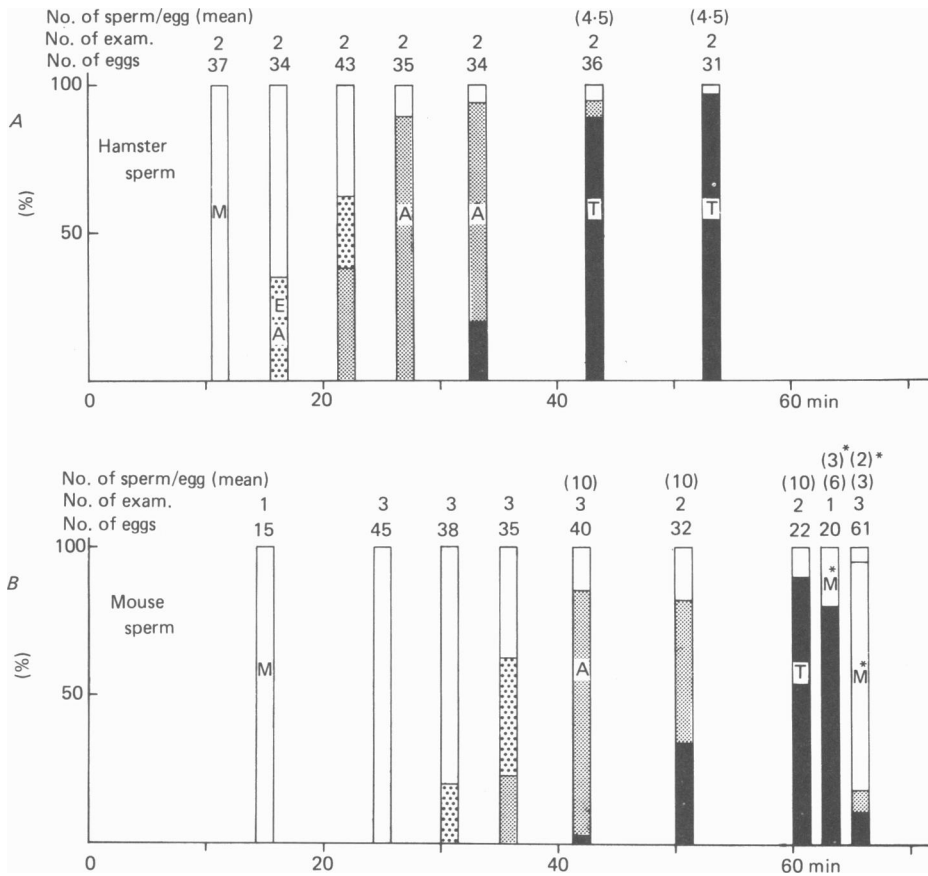 No. of sperm/egg (mean) (4·5) (4·5)
No. of exam. 2 2 2 2 2 2 2
No. of eggs 37 34 43 35 34 36 31
100
A
Hamster
sperm
M A A T T
(%)
50
E
A
0 20 40 60 min
(3)* (2)*
No. of sperm/egg (mean) (10) (10) (10) (6) (3)
No. of exam. 1 3 3 3 3 2 2 1 3
No. of eggs 15 45 38 35 40 32 22 20 61
100
M*
B
Mouse
sperm
M A T M*
(%)
50
0 20 40 60 min